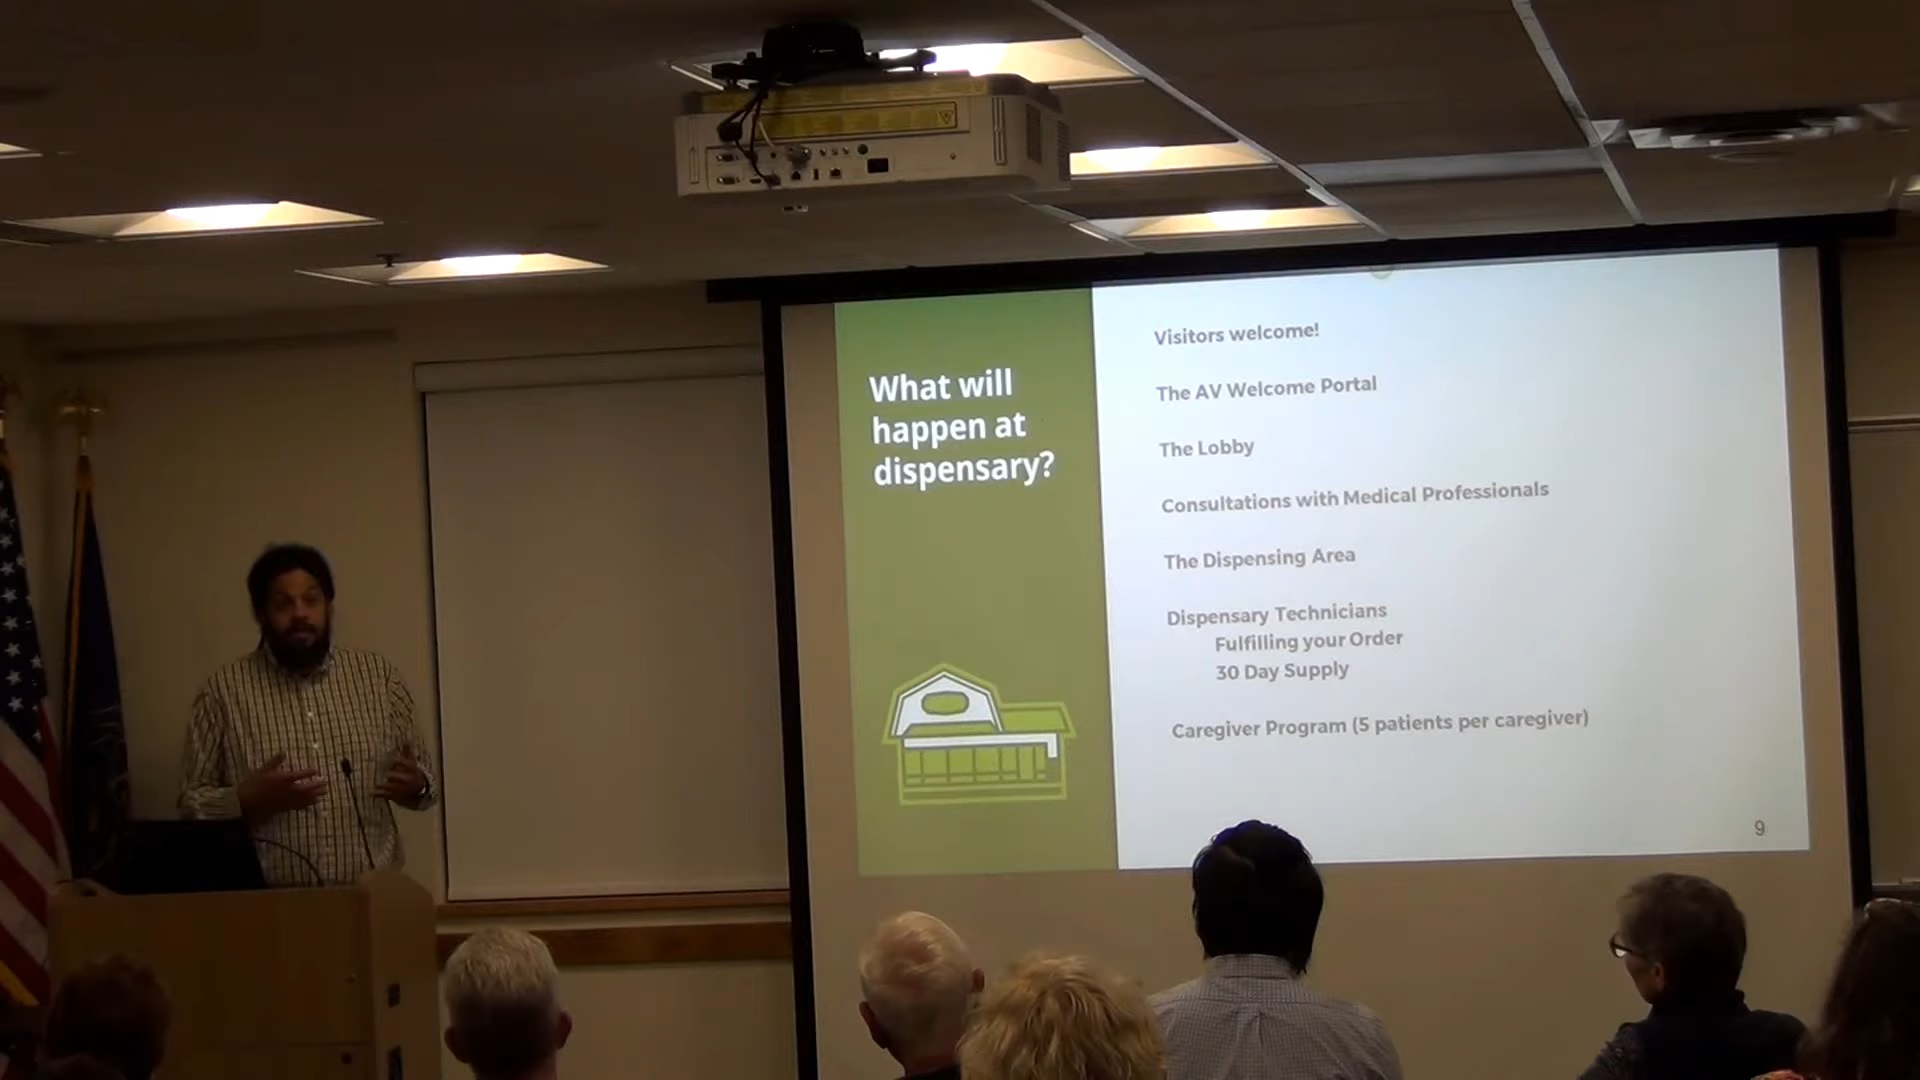 What will
happen at
dispensary?
Visitors welcome!
The AV Welcome Portal
The Lobby
Consultations with Medical Professionals
The Dispensing Area
Dispensary Technicians
Fulfilling your Order
30 Day Supply
Caregiver Program (5 patients per caregiver)
9